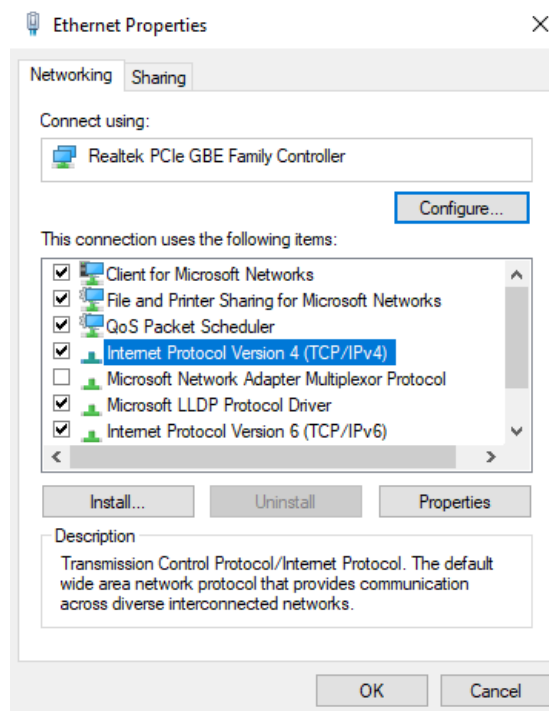 Ethernet Properties
Networking
Sharing
Connect using:
Realtek PCIe GBE Family Controller
Configure...
This connection uses the following items:
Client for Microsoft Networks
File and Printer Sharing for Microsoft Networks
QoS Packet Scheduler
Internet Protocol Version 4 (TCP/IPv4)
Microsoft Network Adapter Multiplexor Protocol
Microsoft LLDP Protocol Driver
Internet Protocol Version 6 (TCP/IPv6)
Install...
Uninstall
Properties
Description
Transmission Control Protocol/Internet Protocol. The default
wide area network protocol that provides communication
across diverse interconnected networks.
OK
Cancel